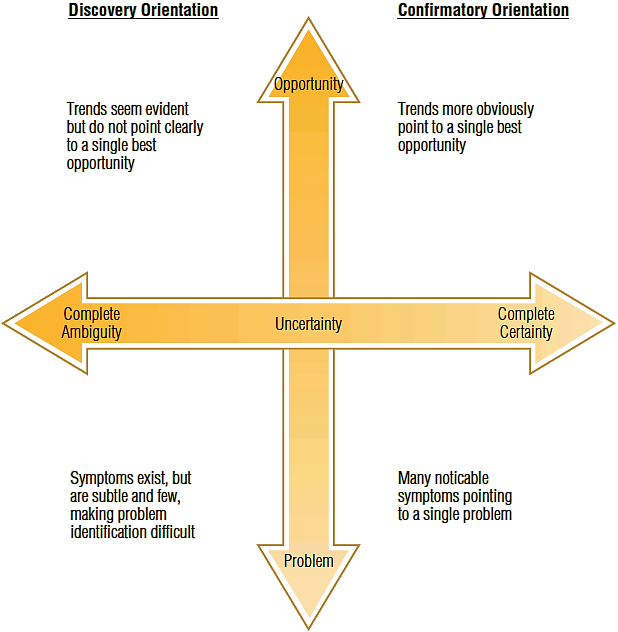 Discovery Orientation
Confirmatory Orientation
Opportunity
Trends seem evident
but do not point clearly
to a single best
opportunity
Trends more obviously
point to a single best
opportunity
Complete
Ambiguity
Uncertainty
Complete
Certainty
Symptoms exist, but
are subtle and few,
making problem
identification difficult
Many noticable
symptoms pointing
to a single problem
Problem